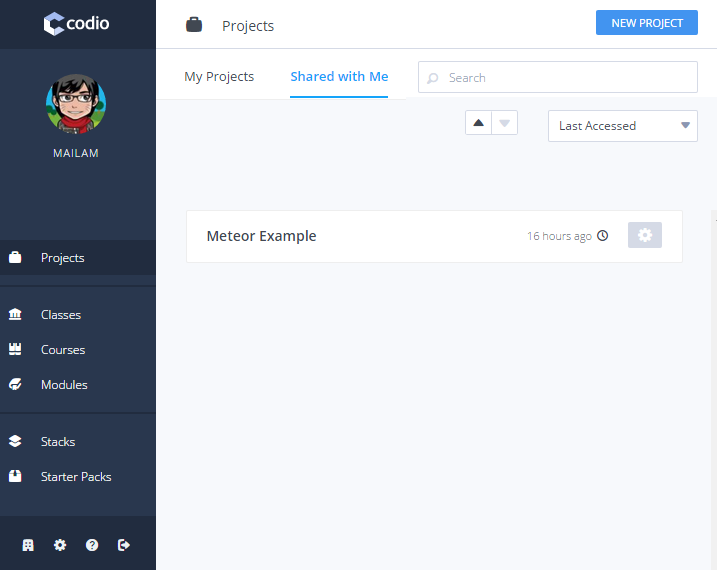 codio
MAILAM
Projects
Classes
Courses
Modules
Stacks
Starter Packs
Projects
NEW PROJECT
My Projects
Shared with Me
Search
Last Accessed
Meteor Example
16 hours ago